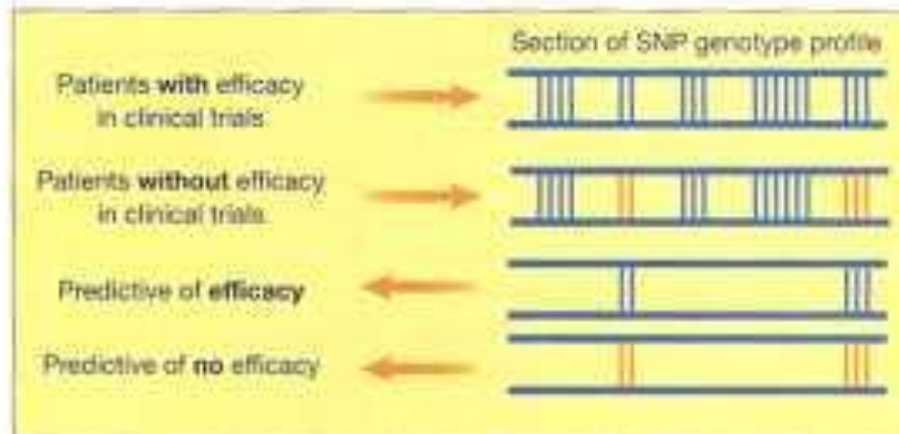 Section of SNP genotype profile
Patients with efficacy
in clinical trials
Patients without efficacy
in clinical trials
Predictive of efficacy
Predictive of no efficacy